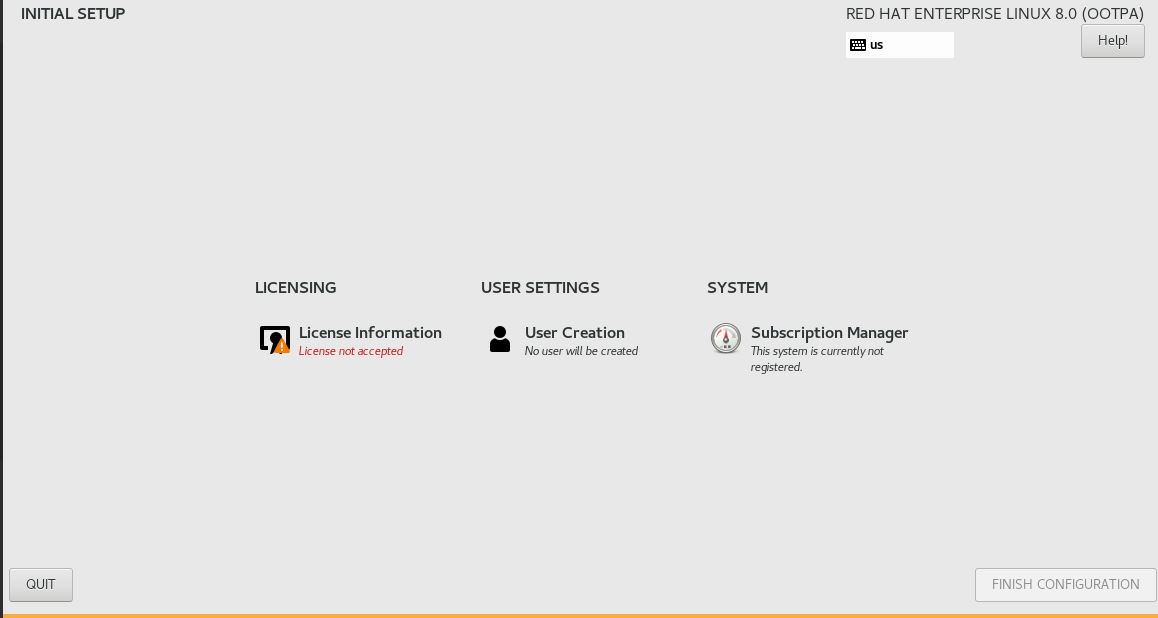 INITIAL SETUP
RED HAT ENTERPRISE LINUX 8.0 (OOTPA)
us
Help!
LICENSING
License Information
License not accepted
USER SETTINGS
User Creation
No user will be created
SYSTEM
Subscription Manager
This system is currently not
registered.
QUIT
FINISH CONFIGURATION